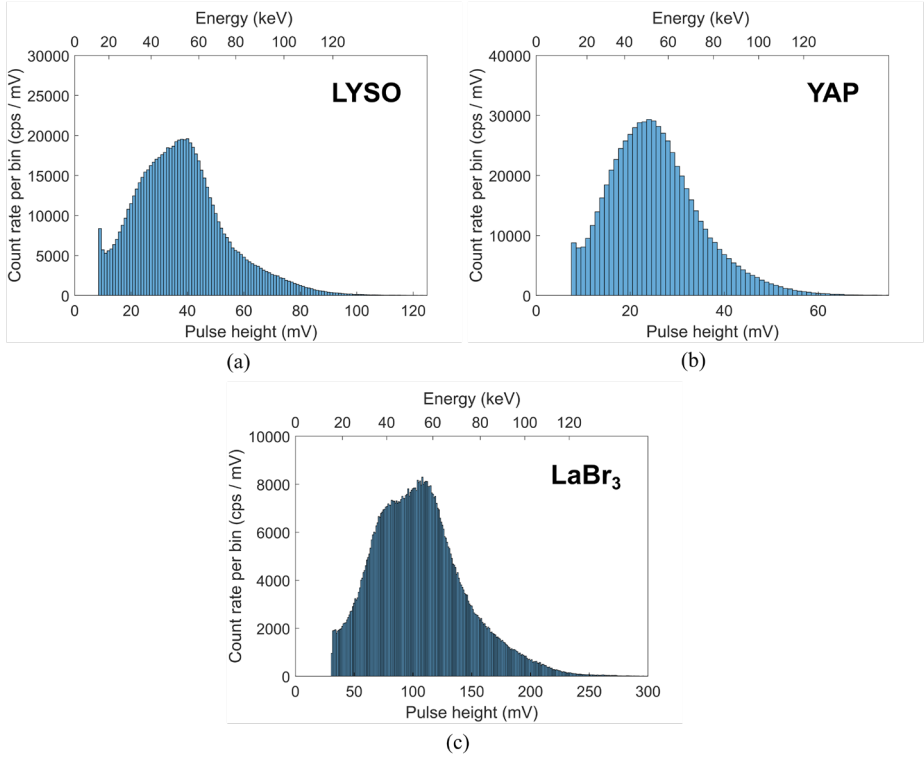 Energy (keV)
0 20 40 60 80 100 120
30000
25000
20000
15000
10000
5000
0
Count rate per bin (cps / mV)
LYSO
0 20 40 60 80 100 120
Pulse height (mV)
(a)
Energy (keV)
0 20 40 60 80 100 120
40000
30000
20000
10000
0
Count rate per bin (cps / mV)
YAP
0 20 40 60
Pulse height (mV)
(b)
Energy (keV)
0 20 40 60 80 100 120
10000
8000
6000
4000
2000
0
Count rate per bin (cps / mV)
LaBr₃
0 50 100 150 200 250 300
Pulse height (mV)
(c)